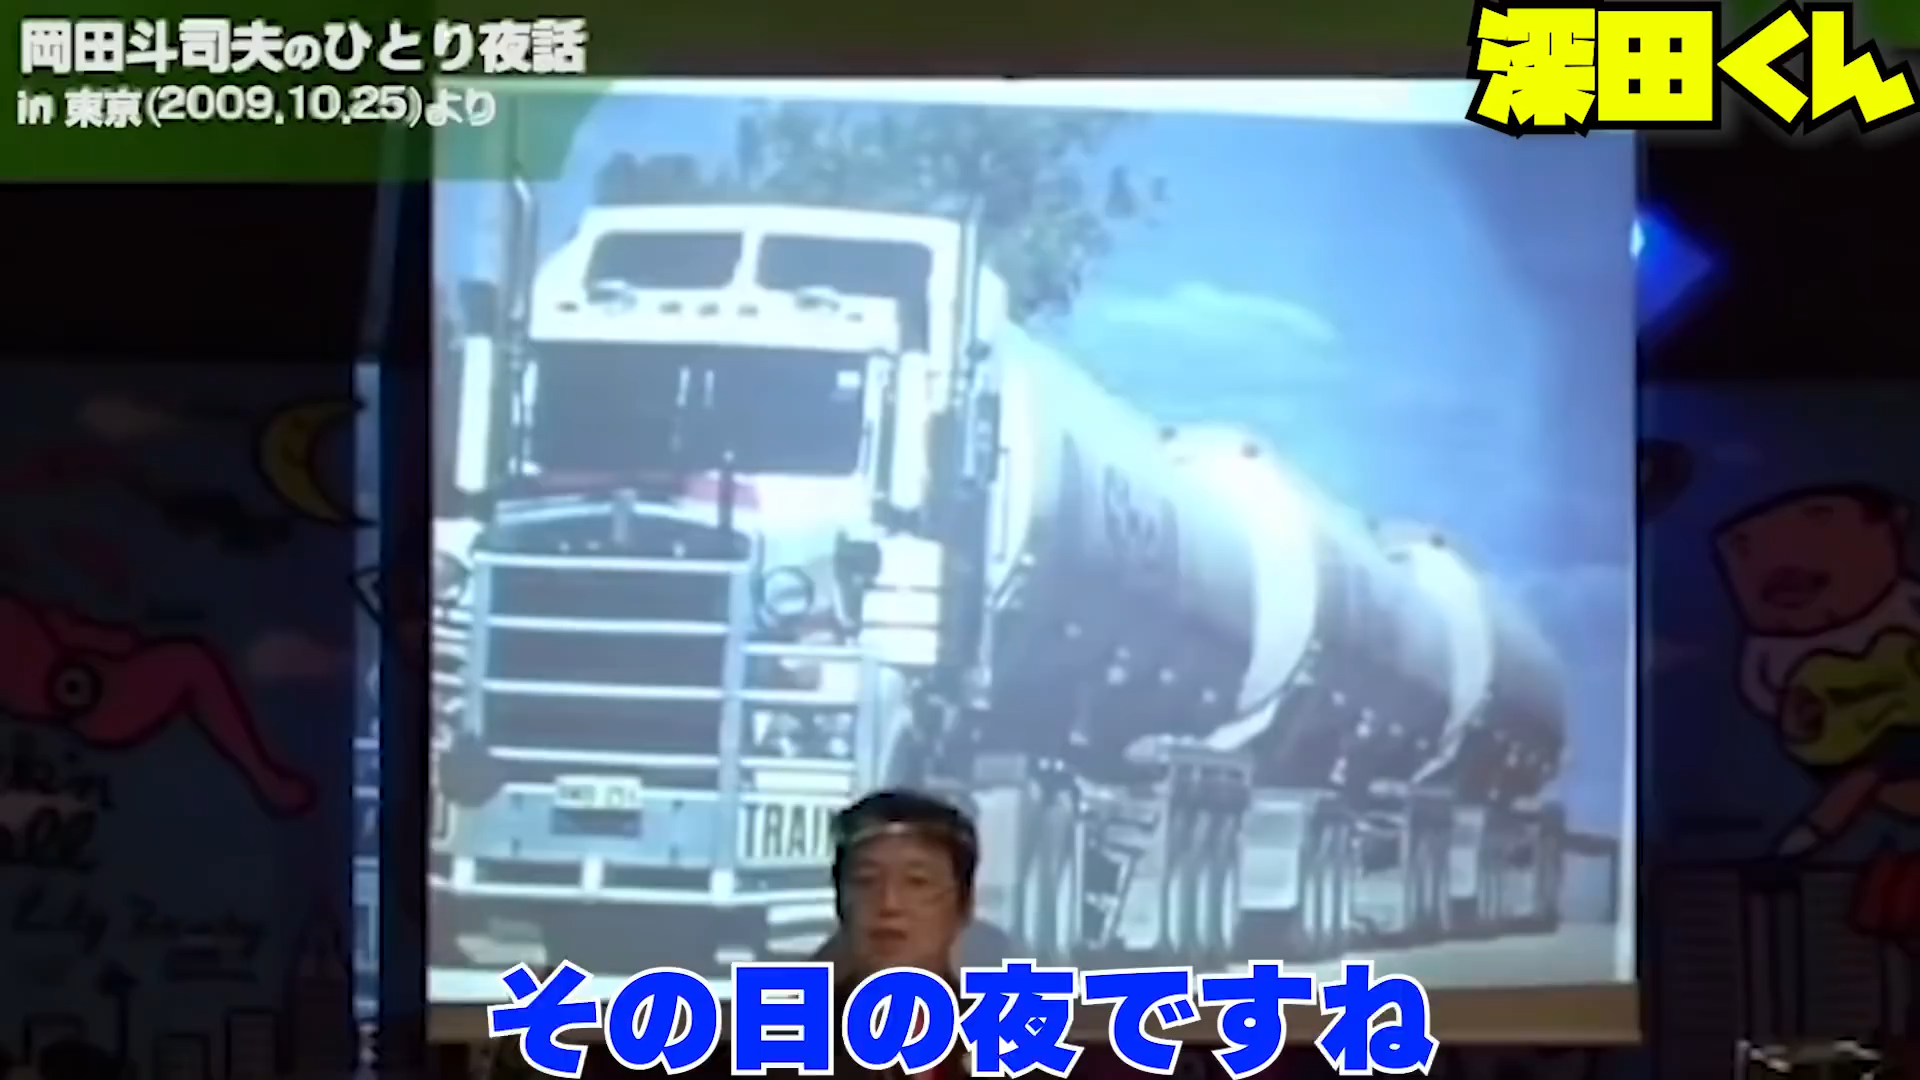 岡田斗司夫のひとり夜話
in 東京(2009.10.25)より
深田くん
TRAI
その日の夜ですね